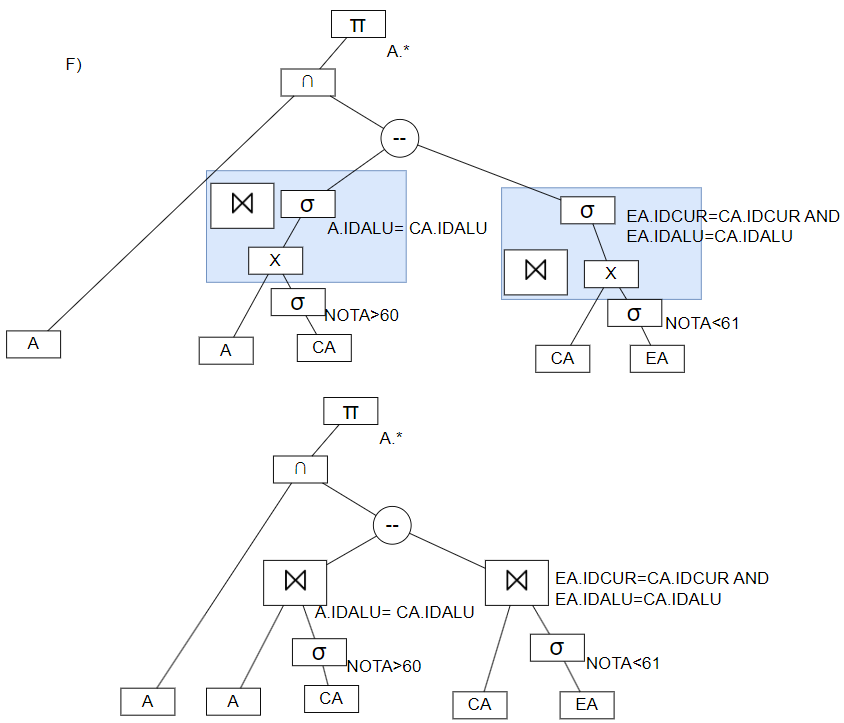 π
A.*
F)
∩
--
⋈
σ
A.IDALU= CA.IDALU
X
σ
NOTA>60
A
A
CA
σ
EA.IDCUR=CA.IDCUR AND
EA.IDALU=CA.IDALU
⋈
X
σ
NOTA<61
CA
EA
π
A.*
∩
--
⋈
A.IDALU= CA.IDALU
⋈
EA.IDCUR=CA.IDCUR AND
EA.IDALU=CA.IDALU
σ
NOTA>60
σ
NOTA<61
A
A
CA
CA
EA